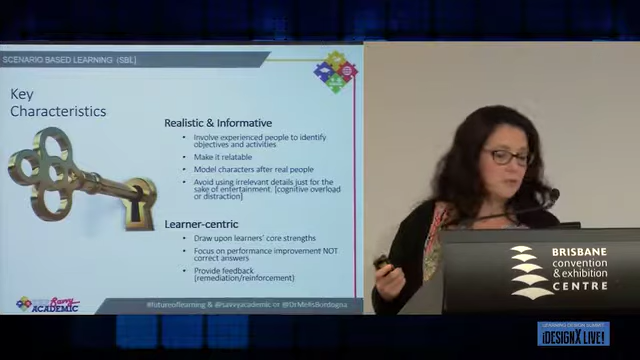 SCENARIO BASED LEARNING (SBL)
Key
Characteristics
Realistic & Informative
• Involve experienced people to identify
objectives and activities
• Make it relatable
• Model characters after real people
• Avoid using irrelevant details just for the
sake of entertainment. [cognitive overload
or distraction)
Learner-centric
• Draw upon learners' core strengths
• Focus on performance improvement NOT
correct answers
• Provide feedback
(remediation/reinforcement)
Savvy
ACADEMIC
#futureoflearning & @savvyacademic or @DrMelisBurdogna
BRISBANE
convention
& exhibition
CENTRE
LEARNING DESIGN SUMMIT
iDESIGNX LIVE!